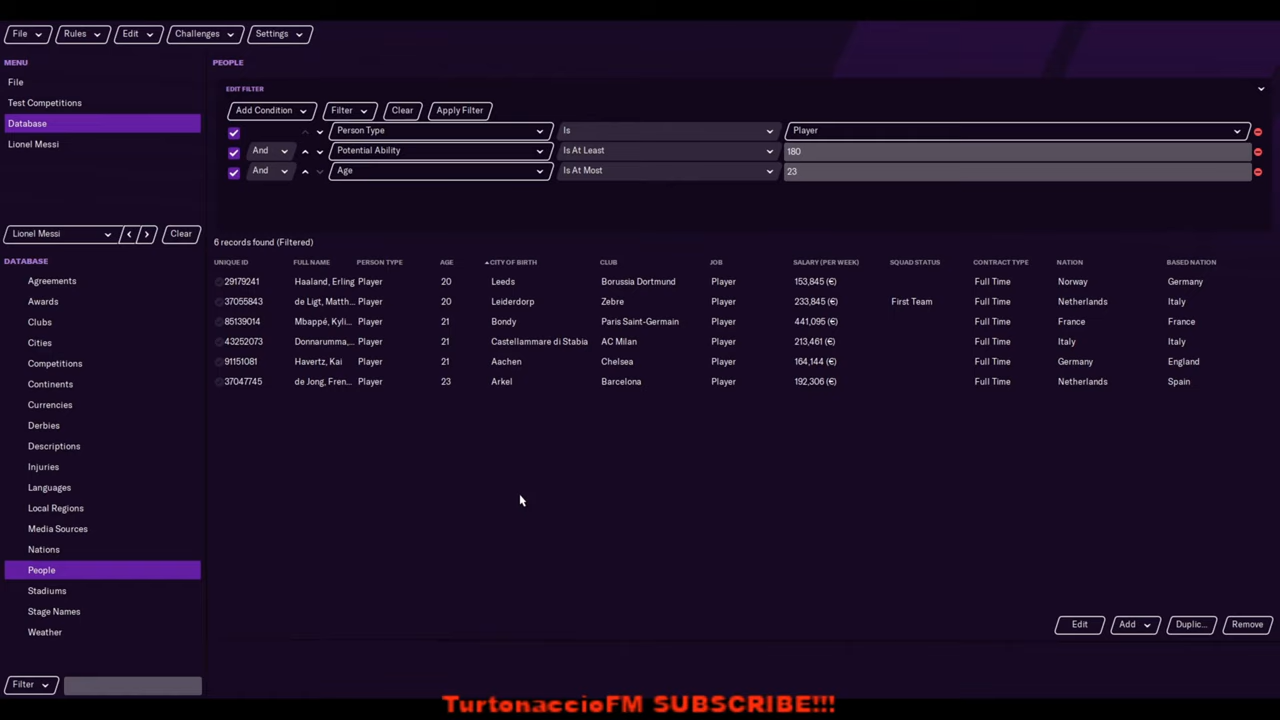 File Rules Edit Challenges Settings
MENU
File
Test Competitions
Database
Lionel Messi
Lionel Messi Clear
DATABASE
Agreements
Awards
Clubs
Cities
Competitions
Continents
Currencies
Derbies
Descriptions
Injuries
Languages
Local Regions
Media Sources
Nations
People
Stadiums
Stage Names
Weather
Filter
PEOPLE
EDIT FILTER
Add Condition Filter Clear Apply Filter
Person Type Is Player
And Potential Ability Is At Least 180
And Age Is At Most 23
6 records found (Filtered)
UNIQUE ID FULL NAME PERSON TYPE AGE CITY OF BIRTH CLUB JOB SALARY (PER WEEK) SQUAD STATUS CONTRACT TYPE NATION BASED NATION
29179241 Haaland, Erling Player 20 Leeds Borussia Dortmund Player 153,845 (€) Full Time Norway Germany
37055843 de Ligt, Matth... Player 20 Leiderdorp Zebre Player 233,845 (€) First Team Full Time Netherlands Italy
85139014 Mbappé, Kyli... Player 21 Bondy Paris Saint-Germain Player 441,095 (€) Full Time France France
43252073 Donnarumma,... Player 21 Castellammare di Stabia AC Milan Player 213,461 (€) Full Time Italy Italy
91151081 Havertz, Kai Player 21 Aachen Chelsea Player 164,144 (€) Full Time Germany England
37047745 de Jong, Fren... Player 23 Arkel Barcelona Player 192,306 (€) Full Time Netherlands Spain
Edit Add Duplic... Remove
TurtonaccioFM SUBSCRIBE!!!